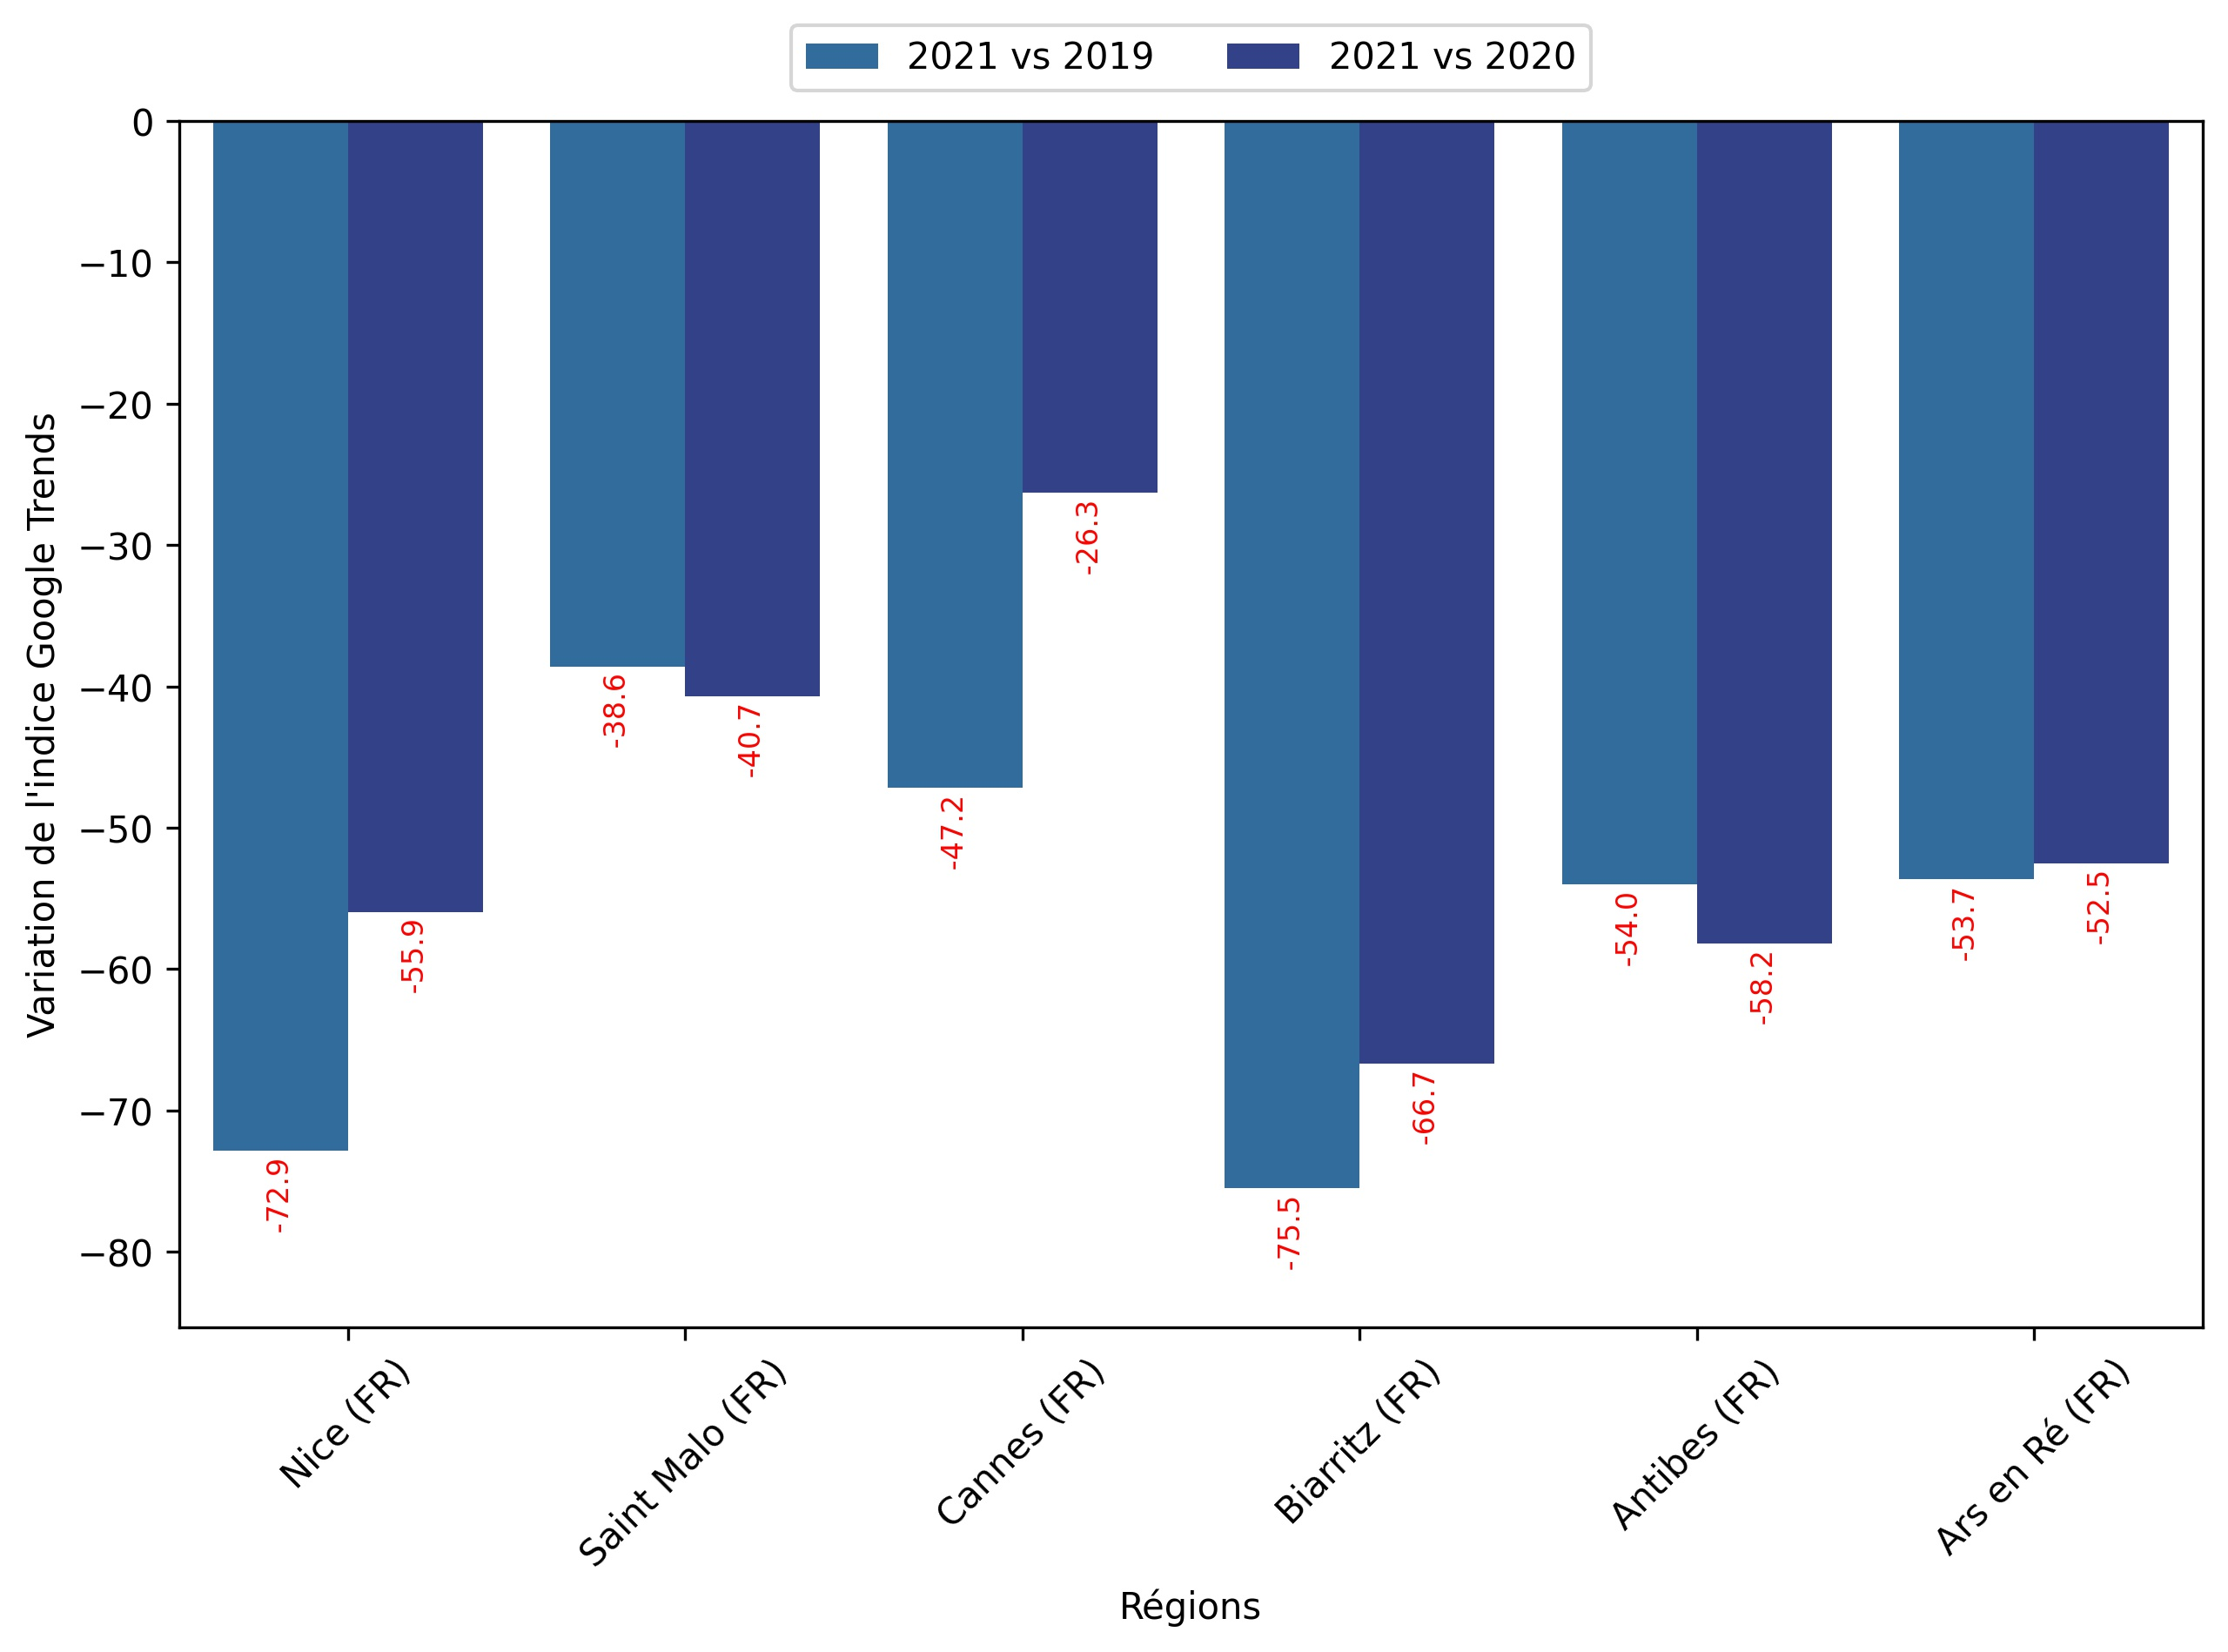 2021 vs 2019
2021 vs 2020
0
−10
−20
−30
−40
−50
−60
−70
−80
Variation de l'indice Google Trends
-72.9
-55.9
-38.6
-40.7
-47.2
-26.3
-75.5
-66.7
-54.0
-58.2
-53.7
-52.5
Nice (FR)
Saint Malo (FR)
Cannes (FR)
Biarritz (FR)
Antibes (FR)
Ars en Ré (FR)
Régions